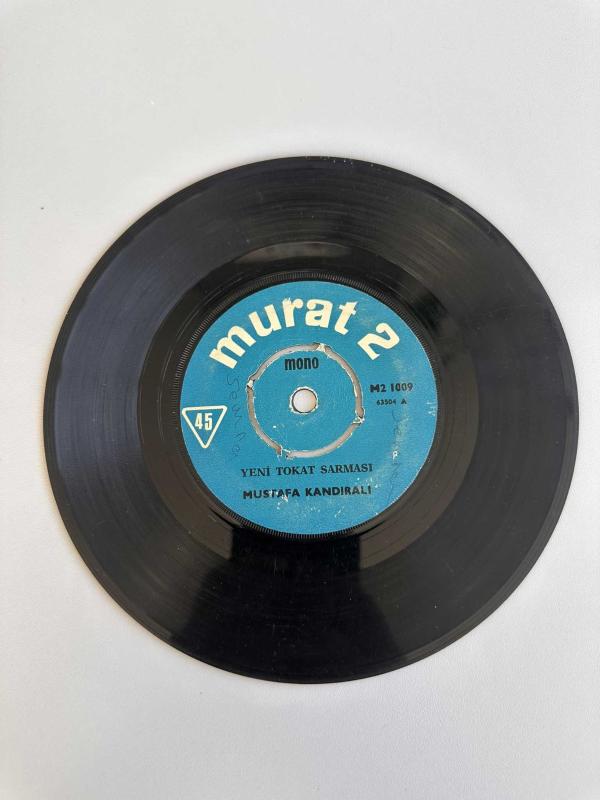 murat 2
mono
M2 1009
63504 A
45
YENİ TOKAT SARMASI
MUSTAFA KANDIRALI